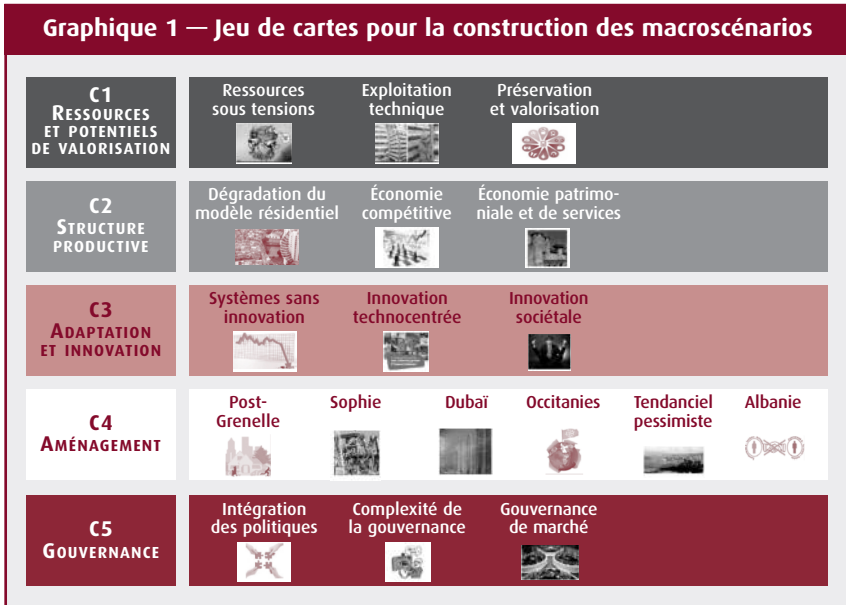 Graphique 1 — Jeu de cartes pour la construction des macroscénarios
C1
RESSOURCES
ET POTENTIELS
DE VALORISATION
Ressources
sous tensions
Exploitation
technique
Préservation
et valorisation
C2
STRUCTURE
PRODUCTIVE
Dégradation du
modèle résidentiel
Économie
compétitive
Économie patrimo-
niale et de services
C3
ADAPTATION
ET INNOVATION
Systèmes sans
innovation
Innovation
technocentrée
Innovation
sociétale
C4
AMÉNAGEMENT
Post-
Grenelle
Sophie
Dubaï
Occitanies
Tendanciel
pessimiste
Albanie
C5
GOUVERNANCE
Intégration
des politiques
Complexité de
la gouvernance
Gouvernance
de marché